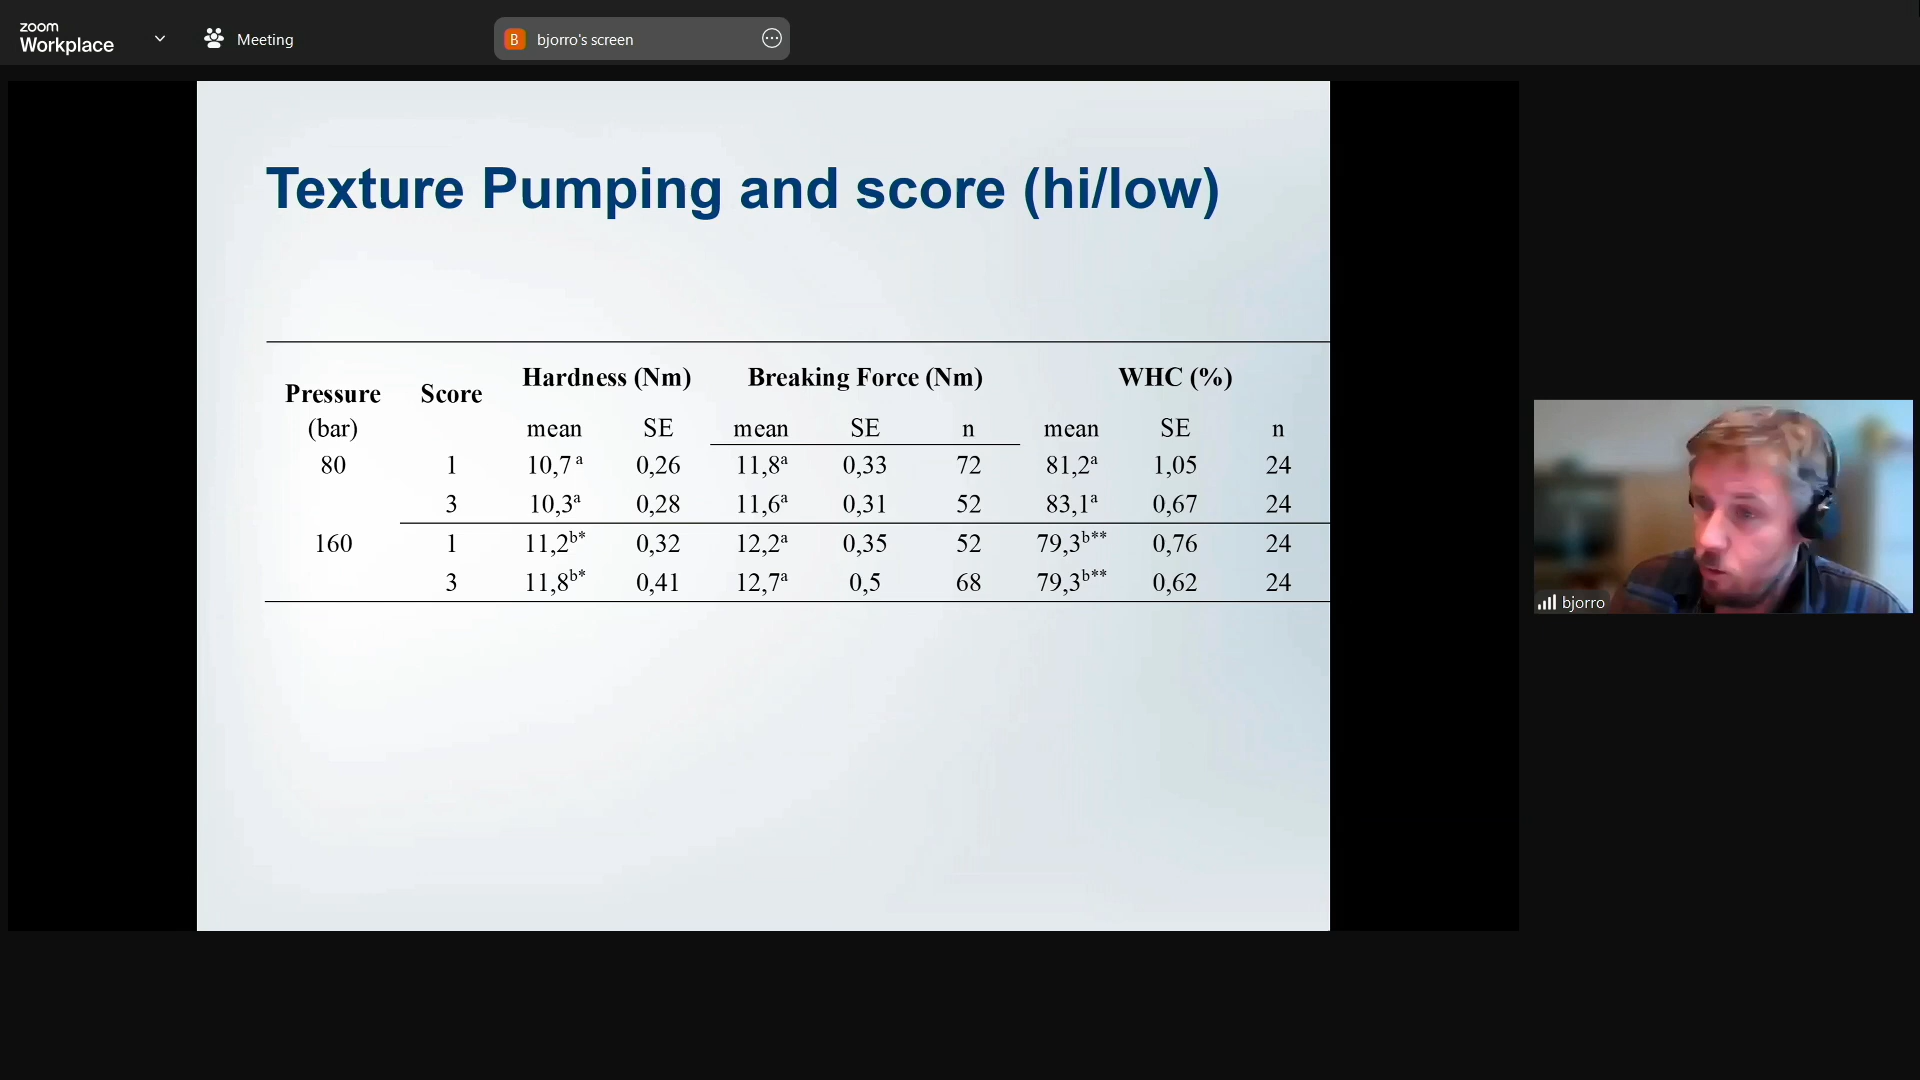 zoom
Workplace
Meeting
B bjorro's screen
Texture Pumping and score (hi/low)
Pressure (bar) Score Hardness (Nm) Breaking Force (Nm) WHC (%)
mean SE mean SE n mean SE n
80 1 10,7 ᵃ 0,26 11,8ᵃ 0,33 72 81,2ᵃ 1,05 24
3 10,3ᵃ 0,28 11,6ᵃ 0,31 52 83,1ᵃ 0,67 24
160 1 11,2ᵇ* 0,32 12,2ᵃ 0,35 52 79,3ᵇ** 0,76 24
3 11,8ᵇ* 0,41 12,7ᵃ 0,5 68 79,3ᵇ** 0,62 24
bjorro